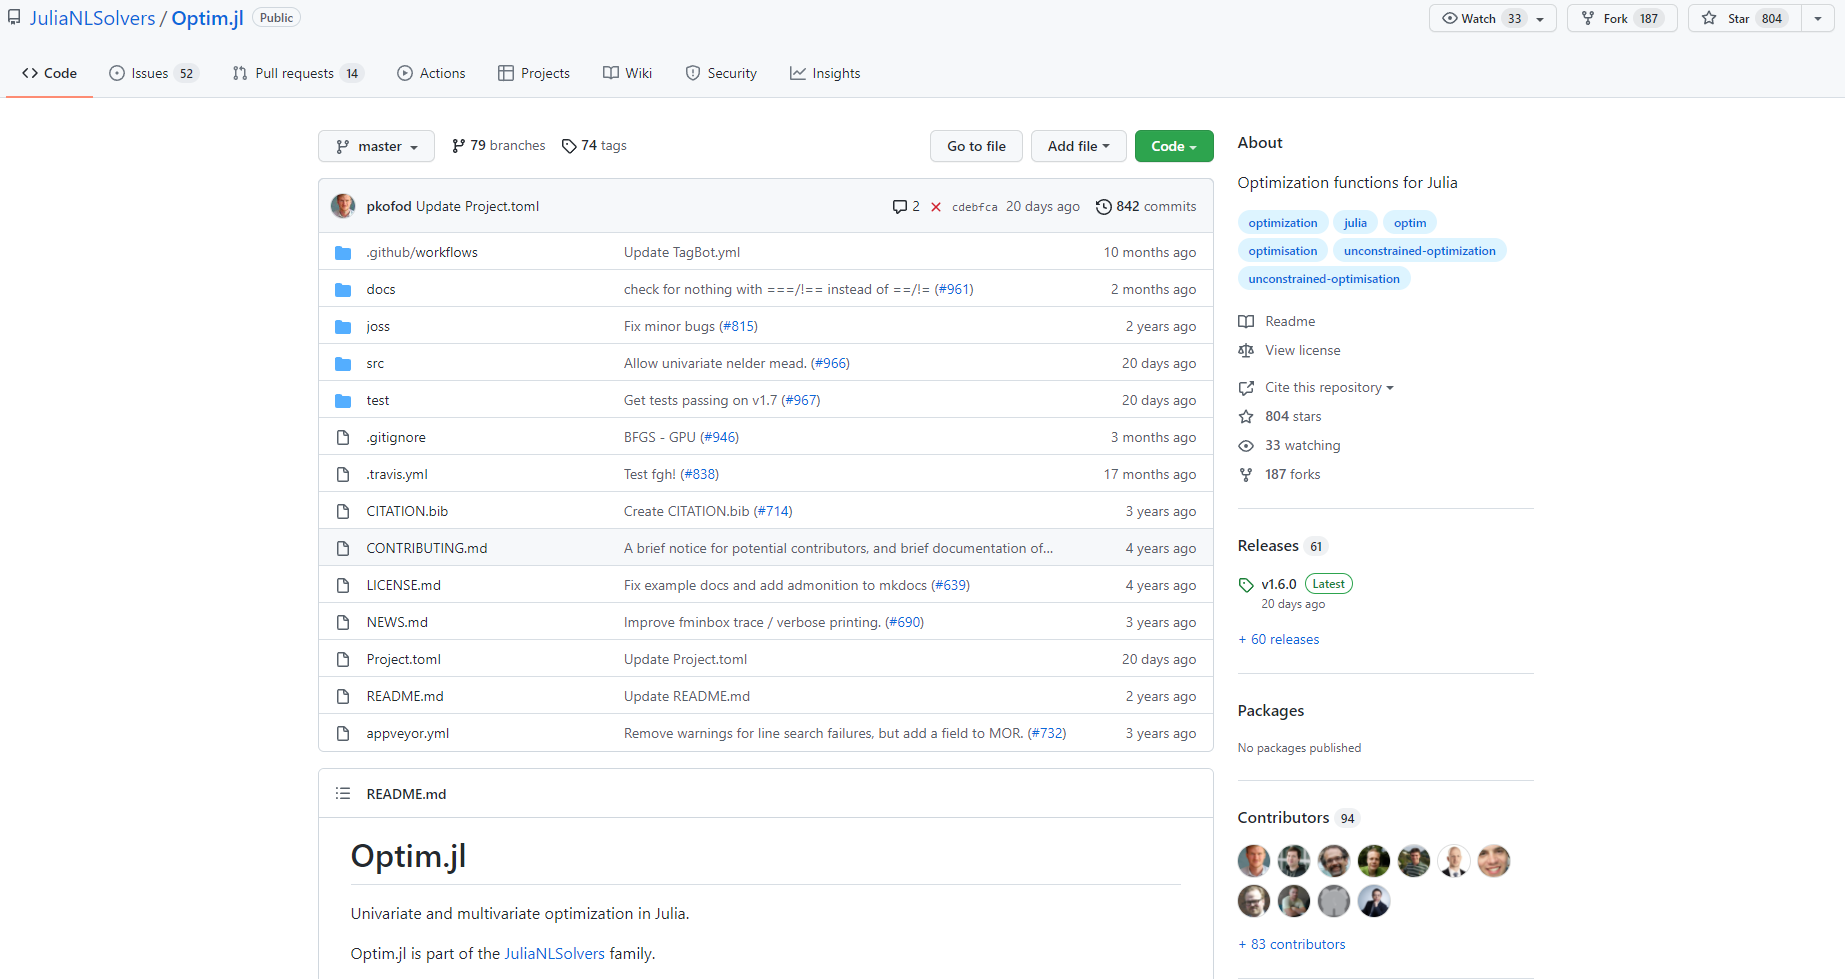 JuliaNLSolvers / Optim.jl Public
Watch 33 Fork 187 Star 804
Code Issues 52 Pull requests 14 Actions Projects Wiki Security Insights
master 79 branches 74 tags Go to file Add file Code
pkofod Update Project.toml 2 cdebfca 20 days ago 842 commits
.github/workflows Update TagBot.yml 10 months ago
docs check for nothing with ===/!== instead of ==/!= (#961) 2 months ago
joss Fix minor bugs (#815) 2 years ago
src Allow univariate nelder mead. (#966) 20 days ago
test Get tests passing on v1.7 (#967) 20 days ago
.gitignore BFGS - GPU (#946) 3 months ago
.travis.yml Test fgh! (#838) 17 months ago
CITATION.bib Create CITATION.bib (#714) 3 years ago
CONTRIBUTING.md A brief notice for potential contributors, and brief documentation of... 4 years ago
LICENSE.md Fix example docs and add admonition to mkdocs (#639) 4 years ago
NEWS.md Improve fminbox trace / verbose printing. (#690) 3 years ago
Project.toml Update Project.toml 20 days ago
README.md Update README.md 2 years ago
appveyor.yml Remove warnings for line search failures, but add a field to MOR. (#732) 3 years ago
README.md
Optim.jl
Univariate and multivariate optimization in Julia.
Optim.jl is part of the JuliaNLSolvers family.
About
Optimization functions for Julia
optimization julia optim
optimisation unconstrained-optimization
unconstrained-optimisation
Readme
View license
Cite this repository
804 stars
33 watching
187 forks
Releases 61
v1.6.0 Latest
20 days ago
+ 60 releases
Packages
No packages published
Contributors 94
+ 83 contributors